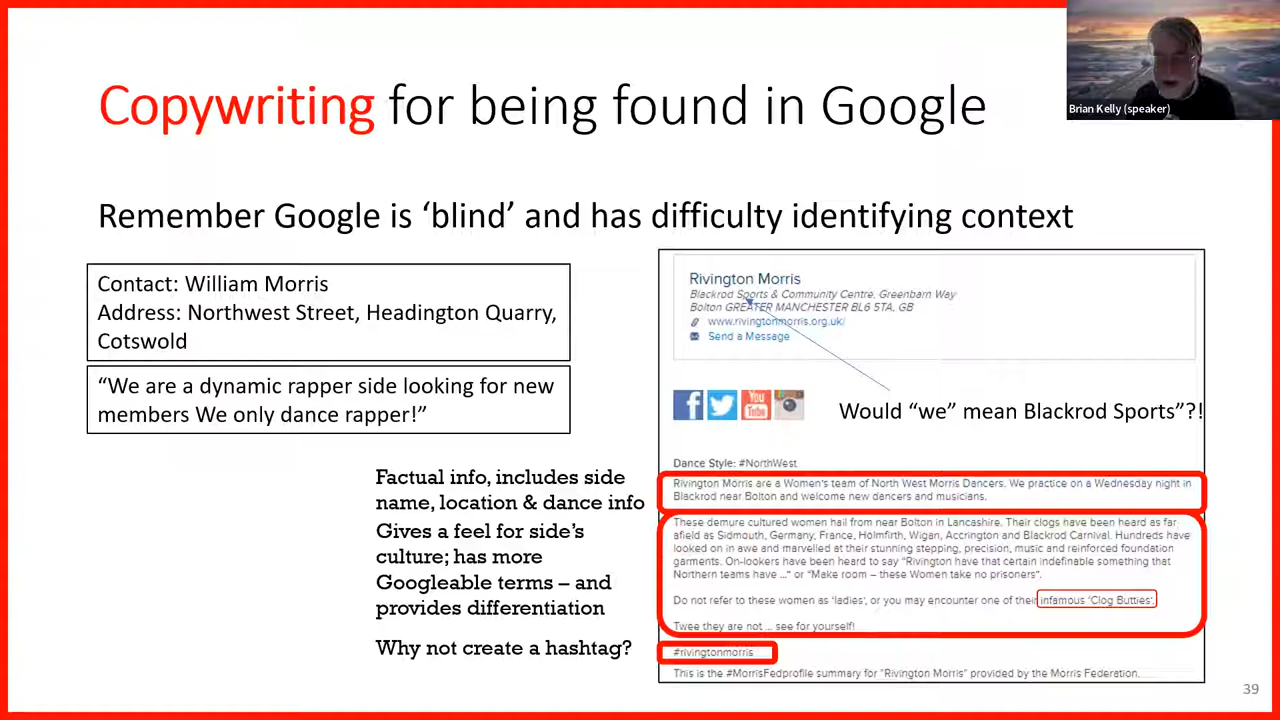 Brian Kelly (speaker)
Copywriting for being found in Google
Remember Google is ‘blind’ and has difficulty identifying context
Contact: William Morris
Address: Northwest Street, Headington Quarry,
Cotswold
“We are a dynamic rapper side looking for new
members We only dance rapper!”
Factual info, includes side
name, location & dance info
Gives a feel for side’s
culture; has more
Googleable terms – and
provides differentiation
Why not create a hashtag?
Rivington Morris
Blackrod Sports & Community Centre, Greenbarn Way
Bolton GREATER MANCHESTER BL6 5TA, GB
www.rivingtonmorris.org.uk/
Send a Message
You
Tube
Would “we” mean Blackrod Sports”?!
Dance Style: #NorthWest
Rivington Morris are a Women's team of North West Morris Dancers. We practice on a Wednesday night in
Blackrod near Bolton and welcome new dancers and musicians.
These demure cultured women hail from near Bolton in Lancashire. Their clogs have been heard as far
afield as Sidmouth, Germany, France, Holmfirth, Wigan, Accrington and Blackrod Carnival. Hundreds have
looked on in awe and marvelled at their stunning stepping, precision, music and reinforced foundation
garments. On-lookers have been heard to say "Rivington have that certain indefinable something that
Northern teams have ..." or "Make room – these Women take no prisoners".
Do not refer to these women as 'ladies', or you may encounter one of their infamous 'Clog Butties'.
Twee they are not ... see for yourself!
#rivingtonmorris
This is the #MorrisFedprofile summary for "Rivington Morris" provided by the Morris Federation.
39